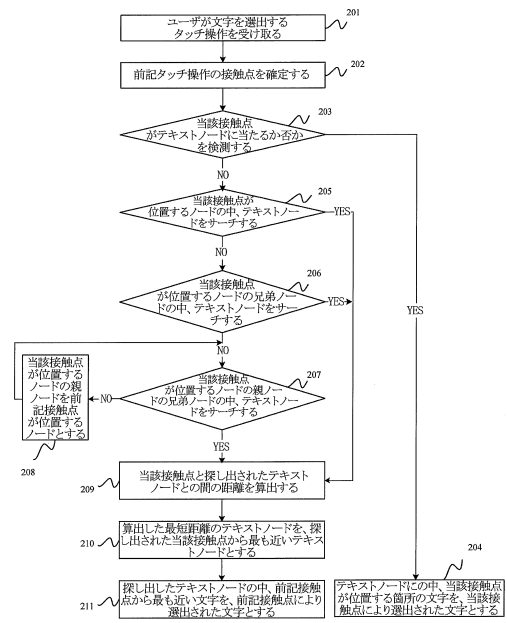 201
ユーザが文字を選出する
タッチ操作を受け取る
202
前記タッチ操作の接触点を確定する
203
当該接触点
がテキストノードに当たるか否か
を検測する
NO
205
当該接触点が
位置するノードの中、テキストノー
ドをサーチする
YES
NO
206
当該接触点
が位置するノードの兄弟ノー
ドの中、テキストノードをサー
チする
YES
YES
NO
207
当該接触点
が位置するノードの親ノー
ドの兄弟ノードの中、テキストノー
ドをサーチする
NO
当該接触点
が位置する
ノードの親
ノードを前
記接触点
が位置する
ノードとする
208
YES
209
当該接触点と探し出されたテキスト
ノードとの間の距離を算出する
210
算出した最短距離のテキストノードを、探
し出された当該接触点から最も近いテキ
ストノードとする
211
探し出したテキストノードの中、前記接触
点から最も近い文字を、前記接触点により
選出された文字とする
204
テキストノードにの中、当該接触点
が位置する箇所の文字を、当該接
触点により選出された文字とする